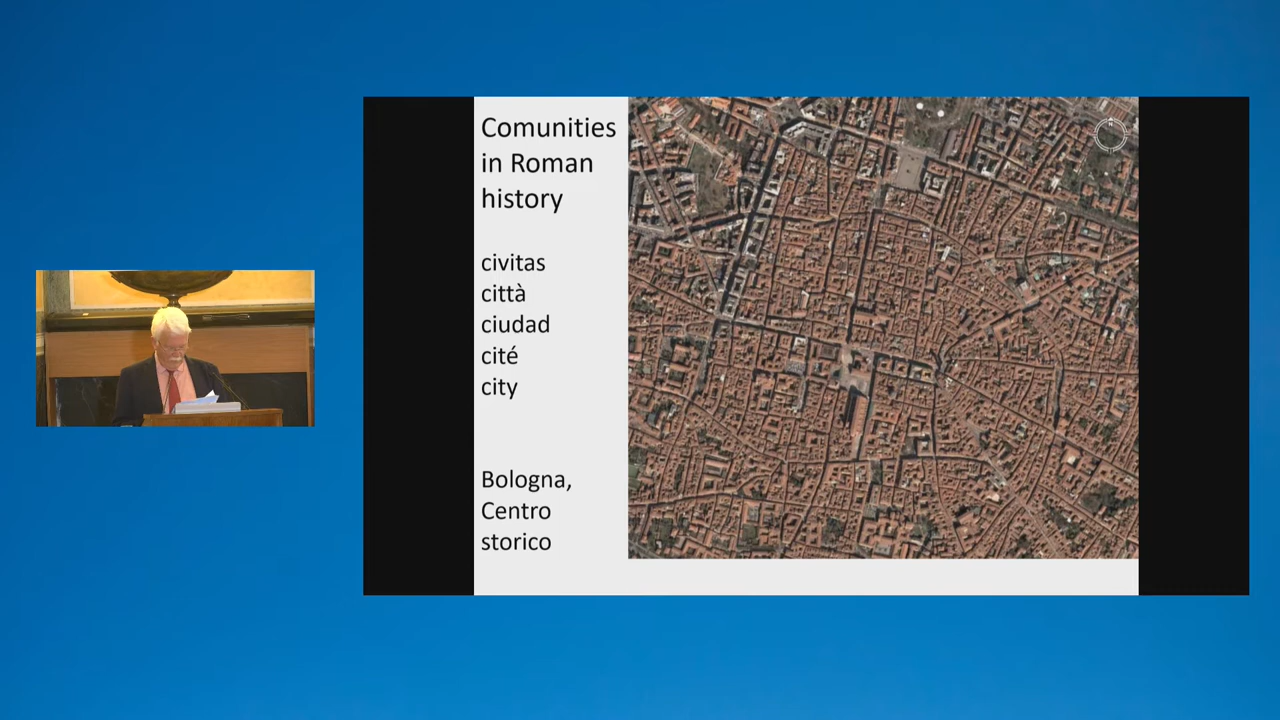 Comunities
in Roman
history
civitas
città
ciudad
cité
city
Bologna,
Centro
storico
N